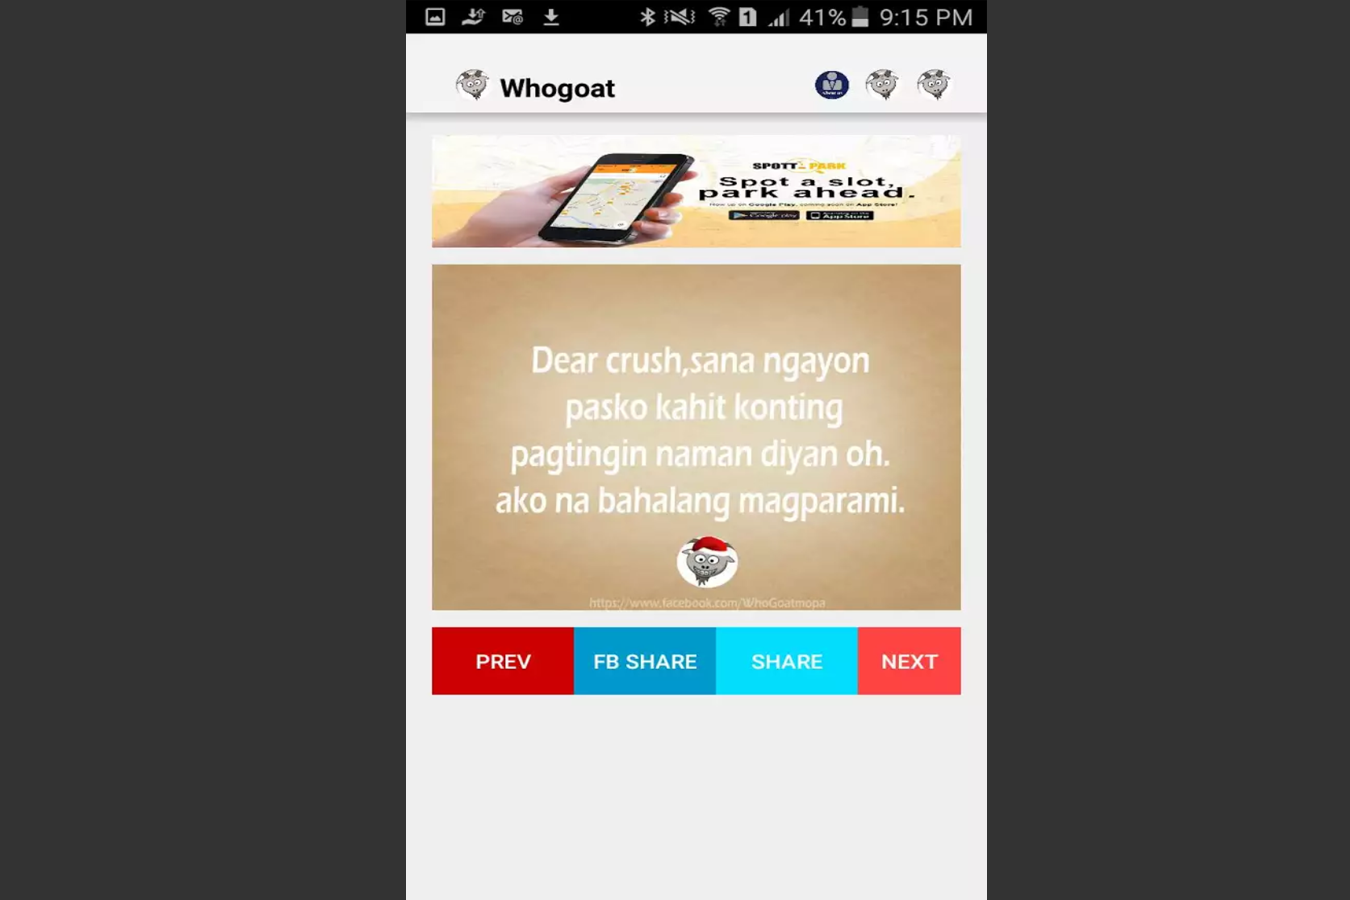 41% 9:15 PM
Whogoat
SPOTT PARK
Spot a slot,
park ahead.
Now up on Google Play, coming soon on App Store!
Google play
App Store
Dear crush,sana ngayon
pasko kahit konting
pagtingin naman diyan oh.
ako na bahalang magparami.
https://www.facebook.com/WhoGoatmopa
PREV FB SHARE SHARE NEXT